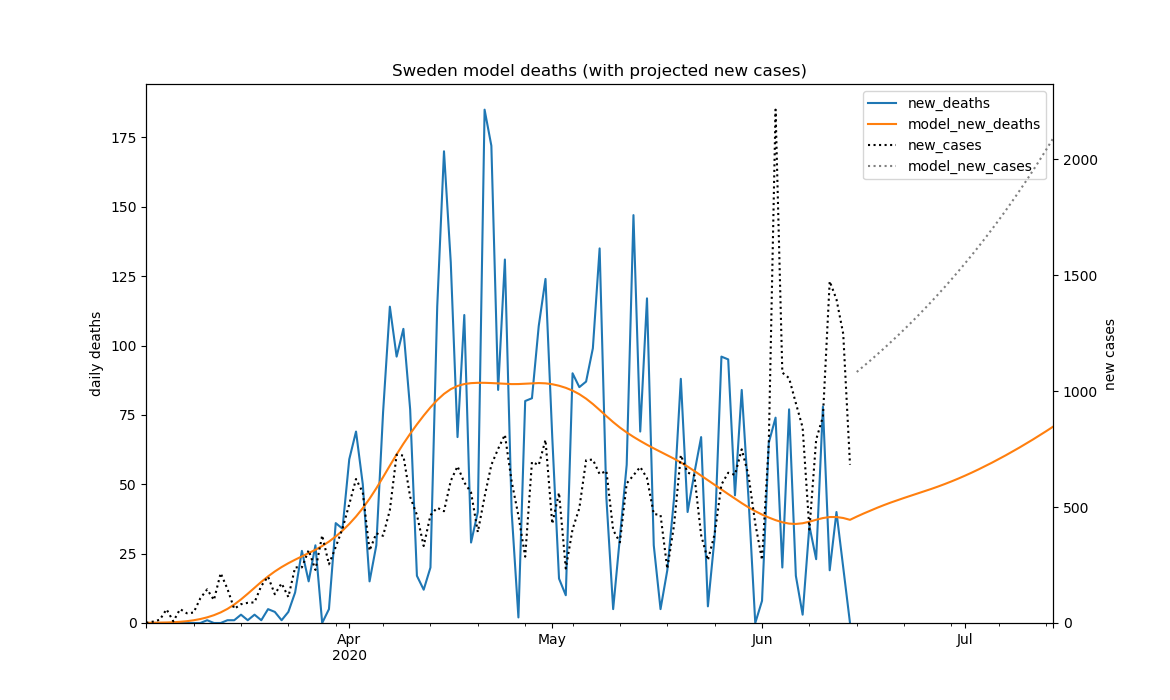 Sweden model deaths (with projected new cases)
new_deaths
model_new_deaths
new_cases
model_new_cases
175
150
125
100
75
50
25
0
daily deaths
2000
1500
1000
500
0
new cases
Apr
2020
May
Jun
Jul